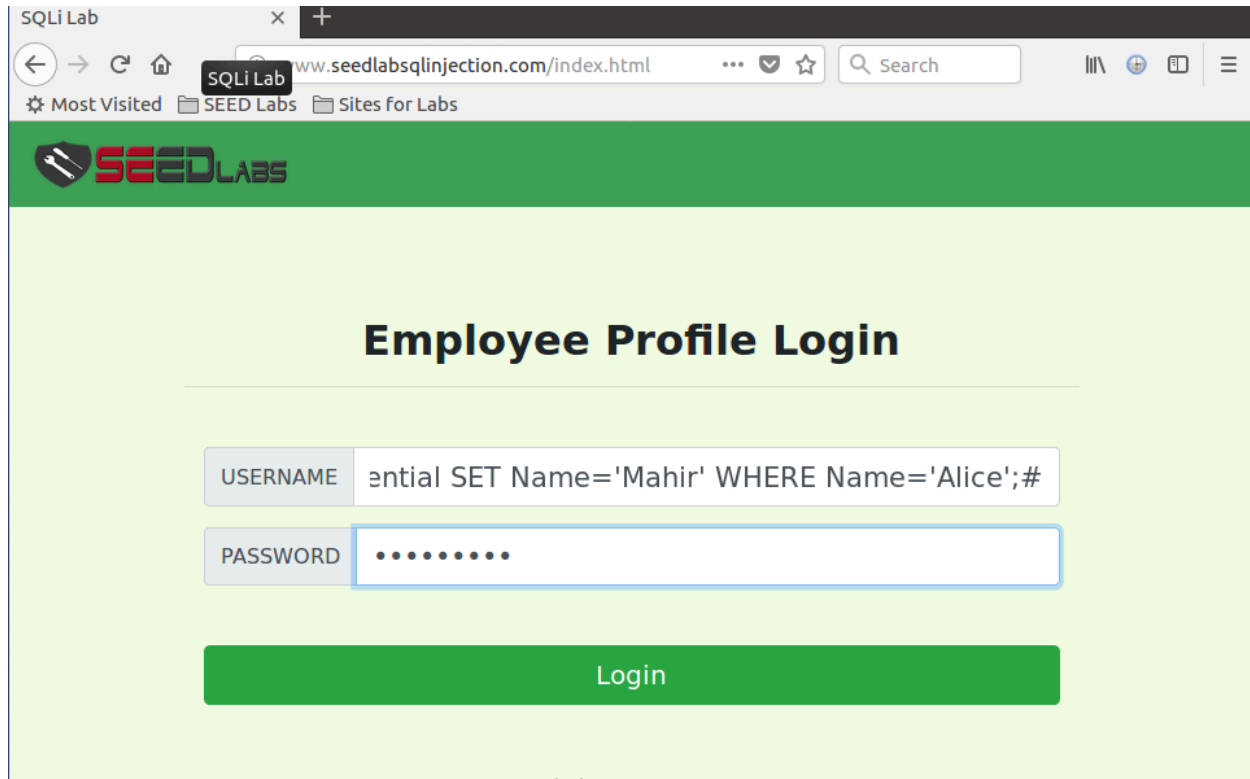 SQLi Lab
www.seedlabsqlinjection.com/index.html
Search
SQLi Lab
Most Visited
SEED Labs
Sites for Labs
SEEDLABS
Employee Profile Login
USERNAME
ential SET Name='Mahir' WHERE Name='Alice';#
PASSWORD
•••••••••
Login